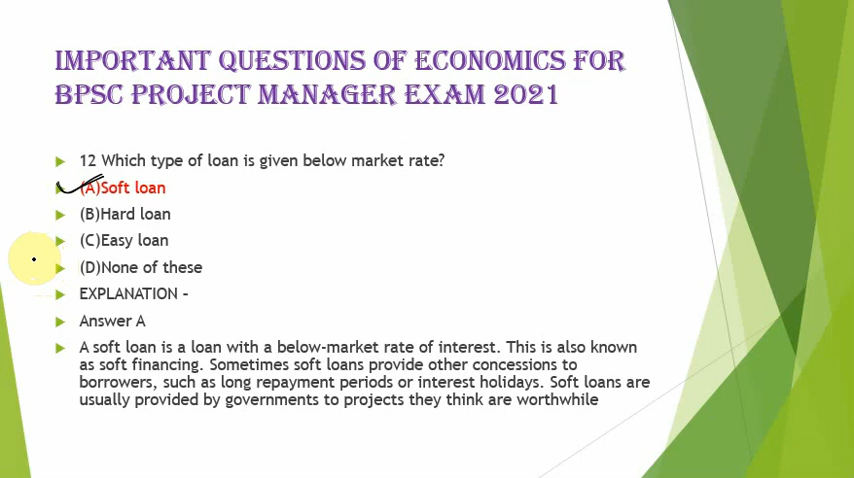 IMPORTANT QUESTIONS OF ECONOMICS FOR
BPSC PROJECT MANAGER EXAM 2021
12 Which type of loan is given below market rate?
(A)Soft loan
(B)Hard loan
(C)Easy loan
(D)None of these
EXPLANATION –
Answer A
A soft loan is a loan with a below-market rate of interest. This is also known
as soft financing. Sometimes soft loans provide other concessions to
borrowers, such as long repayment periods or interest holidays. Soft loans are
usually provided by governments to projects they think are worthwhile